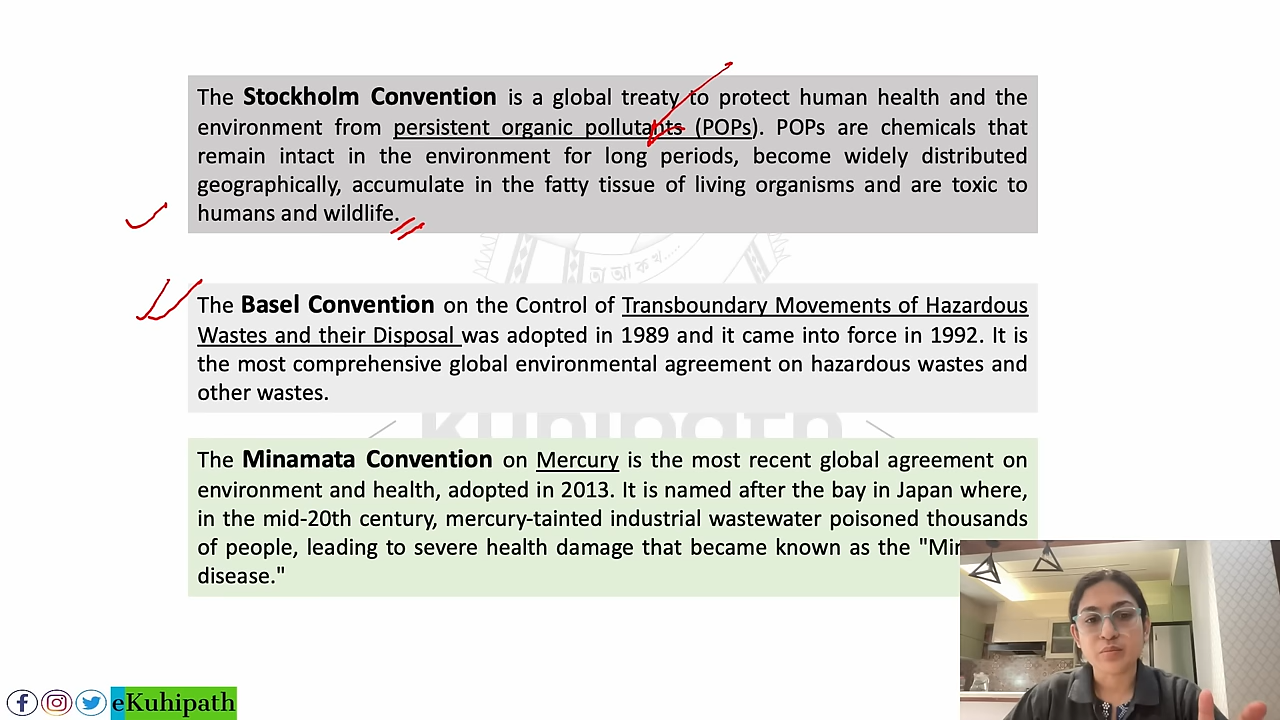 The Stockholm Convention is a global treaty to protect human health and the
environment from persistent organic pollutants (POPs). POPs are chemicals that
remain intact in the environment for long periods, become widely distributed
geographically, accumulate in the fatty tissue of living organisms and are toxic to
humans and wildlife.
তা আ ক খ.....
The Basel Convention on the Control of Transboundary Movements of Hazardous
Wastes and their Disposal was adopted in 1989 and it came into force in 1992. It is
the most comprehensive global environmental agreement on hazardous wastes and
other wastes.
Kuhipath
The Minamata Convention on Mercury is the most recent global agreement on
environment and health, adopted in 2013. It is named after the bay in Japan where,
in the mid-20th century, mercury-tainted industrial wastewater poisoned thousands
of people, leading to severe health damage that became known as the "Min
disease."
eKuhipath